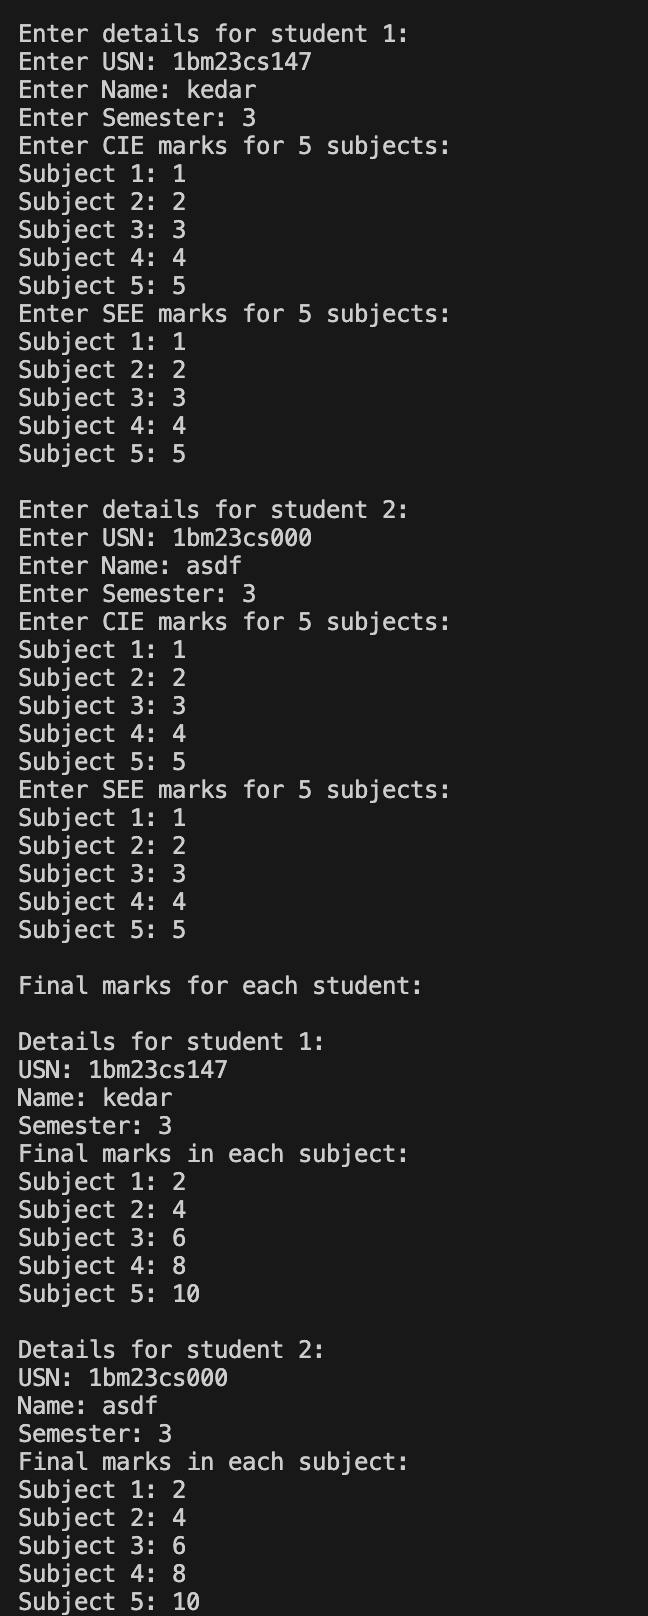 Enter details for student 1:
Enter USN: 1bm23cs147
Enter Name: kedar
Enter Semester: 3
Enter CIE marks for 5 subjects:
Subject 1: 1
Subject 2: 2
Subject 3: 3
Subject 4: 4
Subject 5: 5
Enter SEE marks for 5 subjects:
Subject 1: 1
Subject 2: 2
Subject 3: 3
Subject 4: 4
Subject 5: 5

Enter details for student 2:
Enter USN: 1bm23cs000
Enter Name: asdf
Enter Semester: 3
Enter CIE marks for 5 subjects:
Subject 1: 1
Subject 2: 2
Subject 3: 3
Subject 4: 4
Subject 5: 5
Enter SEE marks for 5 subjects:
Subject 1: 1
Subject 2: 2
Subject 3: 3
Subject 4: 4
Subject 5: 5

Final marks for each student:

Details for student 1:
USN: 1bm23cs147
Name: kedar
Semester: 3
Final marks in each subject:
Subject 1: 2
Subject 2: 4
Subject 3: 6
Subject 4: 8
Subject 5: 10

Details for student 2:
USN: 1bm23cs000
Name: asdf
Semester: 3
Final marks in each subject:
Subject 1: 2
Subject 2: 4
Subject 3: 6
Subject 4: 8
Subject 5: 10